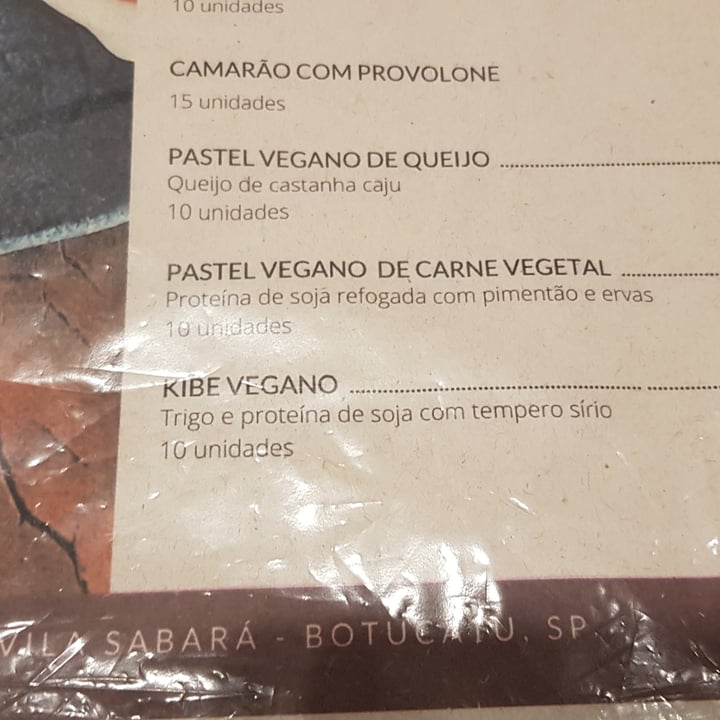 10 unidades
CAMARÃO COM PROVOLONE
15 unidades
PASTEL VEGANO DE QUEIJO
Queijo de castanha caju
10 unidades
PASTEL VEGANO DE CARNE VEGETAL
Proteína de soja refogada com pimentão e ervas
10 unidades
KIBE VEGANO
Trigo e proteína de soja com tempero sírio
10 unidades
VILA SABARÁ - BOTUCATU, SP